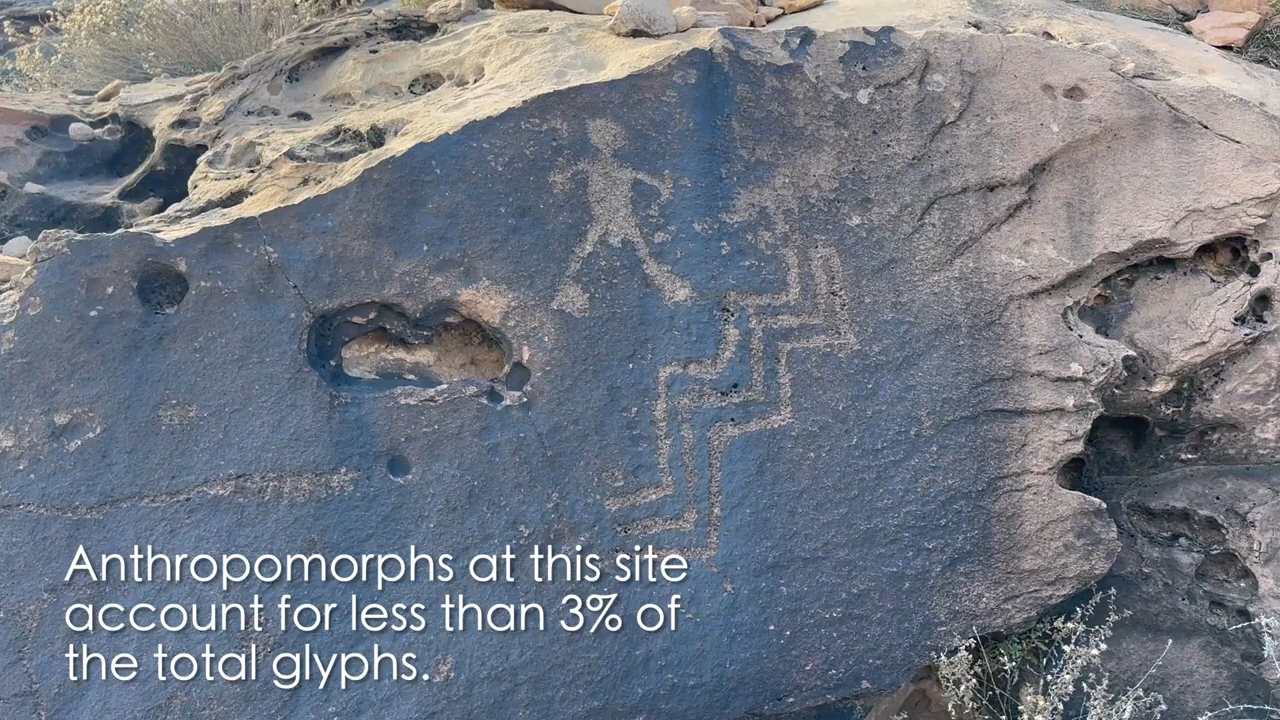 Anthropomorphs at this site
account for less than 3% of
the total glyphs.